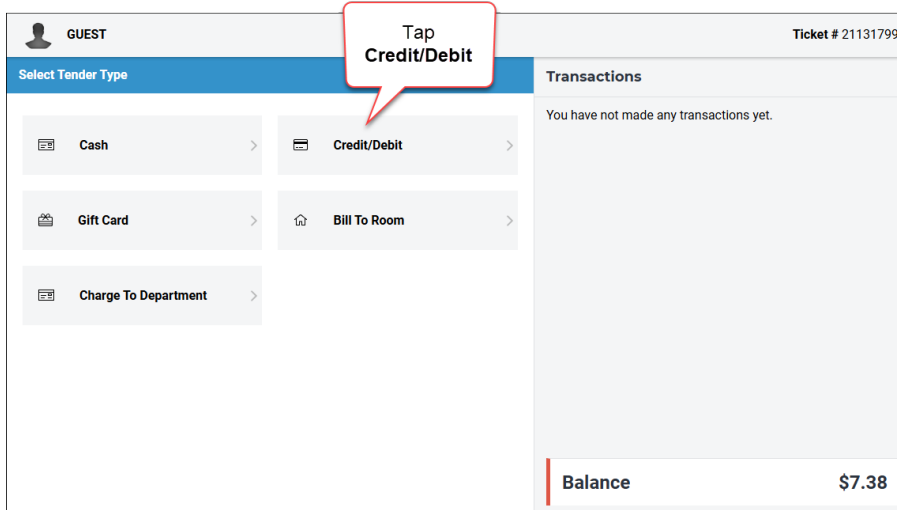 GUEST
Tap
Credit/Debit
Ticket # 21131799
Select Tender Type
Transactions
Cash
Credit/Debit
You have not made any transactions yet.
Gift Card
Bill To Room
Charge To Department
Balance
$7.38